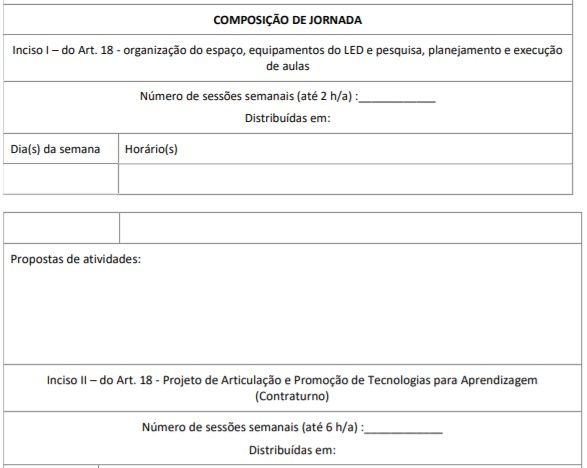 COMPOSIÇÃO DE JORNADA
Inciso I – do Art. 18 - organização do espaço, equipamentos do LED e pesquisa, planejamento e execução
de aulas
Número de sessões semanais (até 2 h/a) :____________
Distribuídas em:
Dia(s) da semana Horário(s)
Propostas de atividades:
Inciso II – do Art. 18 - Projeto de Articulação e Promoção de Tecnologias para Aprendizagem
(Contraturno)
Número de sessões semanais (até 6 h/a) :____________
Distribuídas em: